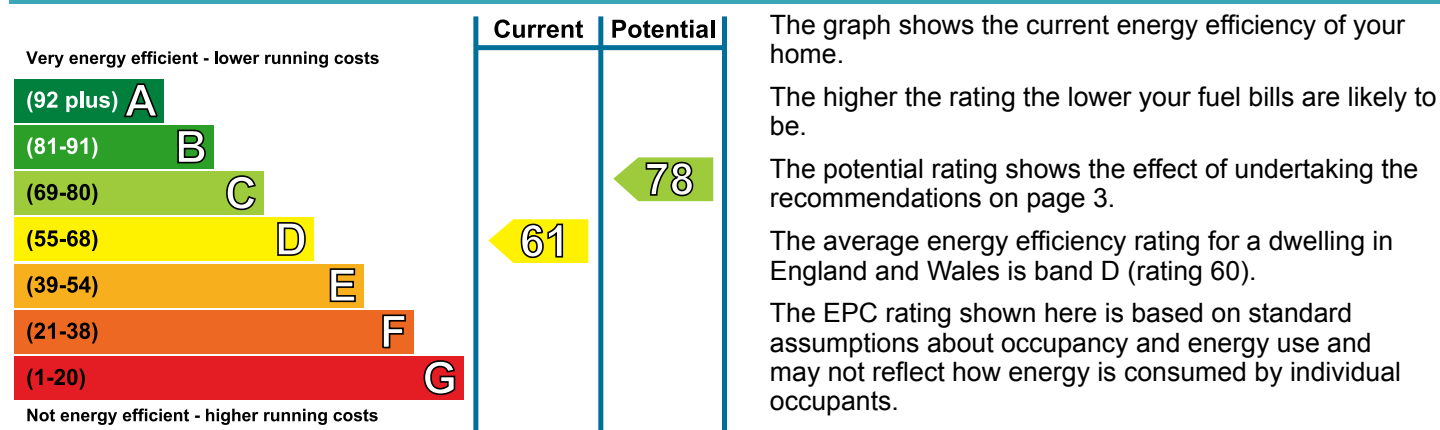 Current Potential
Very energy efficient - lower running costs
(92 plus) A
(81-91) B
(69-80) C
78
(55-68) D
61
(39-54) E
(21-38) F
(1-20) G
Not energy efficient - higher running costs
The graph shows the current energy efficiency of your
home.
The higher the rating the lower your fuel bills are likely to
be.
The potential rating shows the effect of undertaking the
recommendations on page 3.
The average energy efficiency rating for a dwelling in
England and Wales is band D (rating 60).
The EPC rating shown here is based on standard
assumptions about occupancy and energy use and
may not reflect how energy is consumed by individual
occupants.